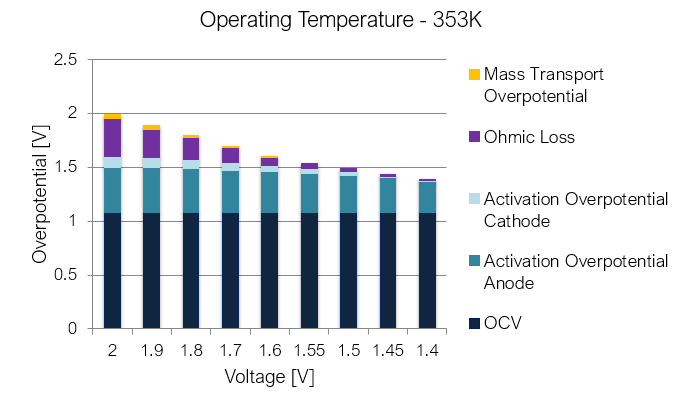 Operating Temperature - 353K
Overpotential [V]
2.5
2
1.5
1
0.5
0
2 1.9 1.8 1.7 1.6 1.55 1.5 1.45 1.4
Voltage [V]
Mass Transport
Overpotential
Ohmic Loss
Activation Overpotential
Cathode
Activation Overpotential
Anode
OCV